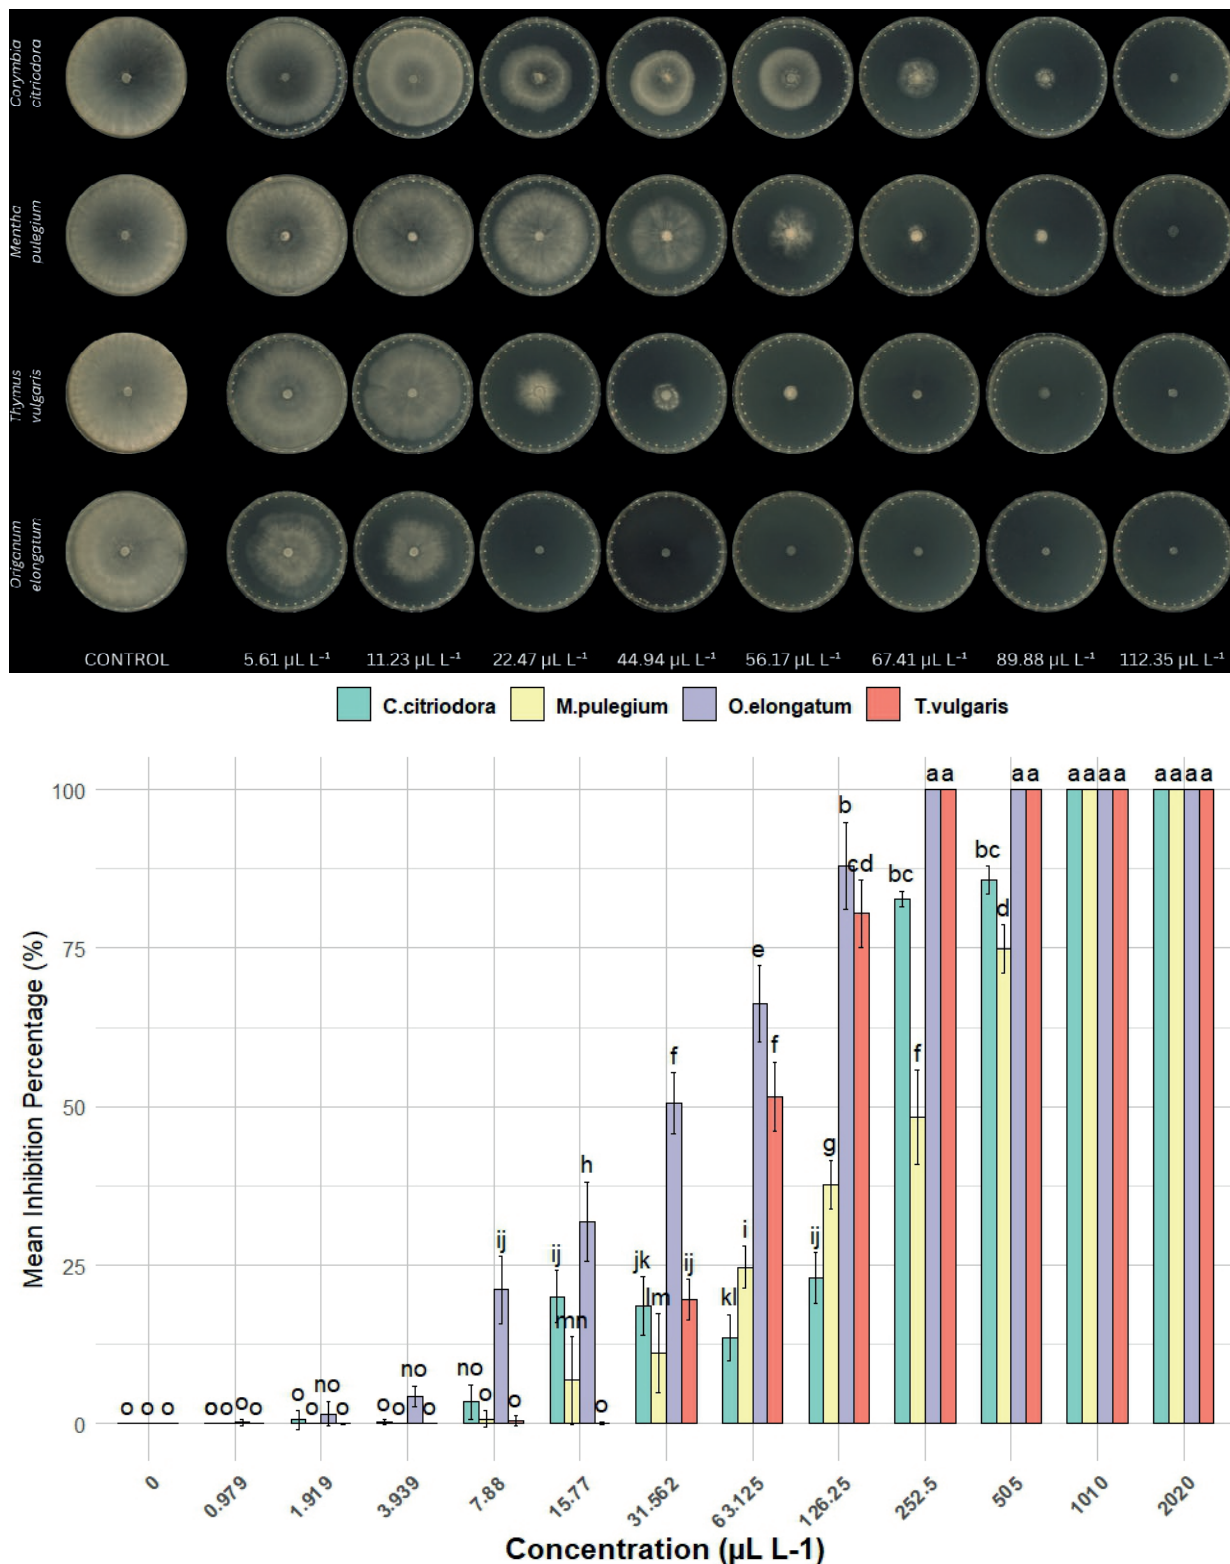 Corymbia
citriodora
Mentha
pulegium
Thymus
vulgaris
Origanum
elongatum
CONTROL 5.61 µL L⁻¹ 11.23 µL L⁻¹ 22.47 µL L⁻¹ 44.94 µL L⁻¹ 56.17 µL L⁻¹ 67.41 µL L⁻¹ 89.88 µL L⁻¹ 112.35 µL L⁻¹
C.citriodora M.pulegium O.elongatum T.vulgaris
Mean Inhibition Percentage (%)
100
75
50
25
0
o o o
o o o o
o o no o
o o no o
no o ij o
ij mn h o
jk lm f ij
kl i e f
ij g b cd
bc f a a
bc d a a
a a a a
a a a a
0 0.979 1.919 3.939 7.88 15.77 31.562 63.125 126.25 252.5 505 1010 2020
Concentration (µL L-1)